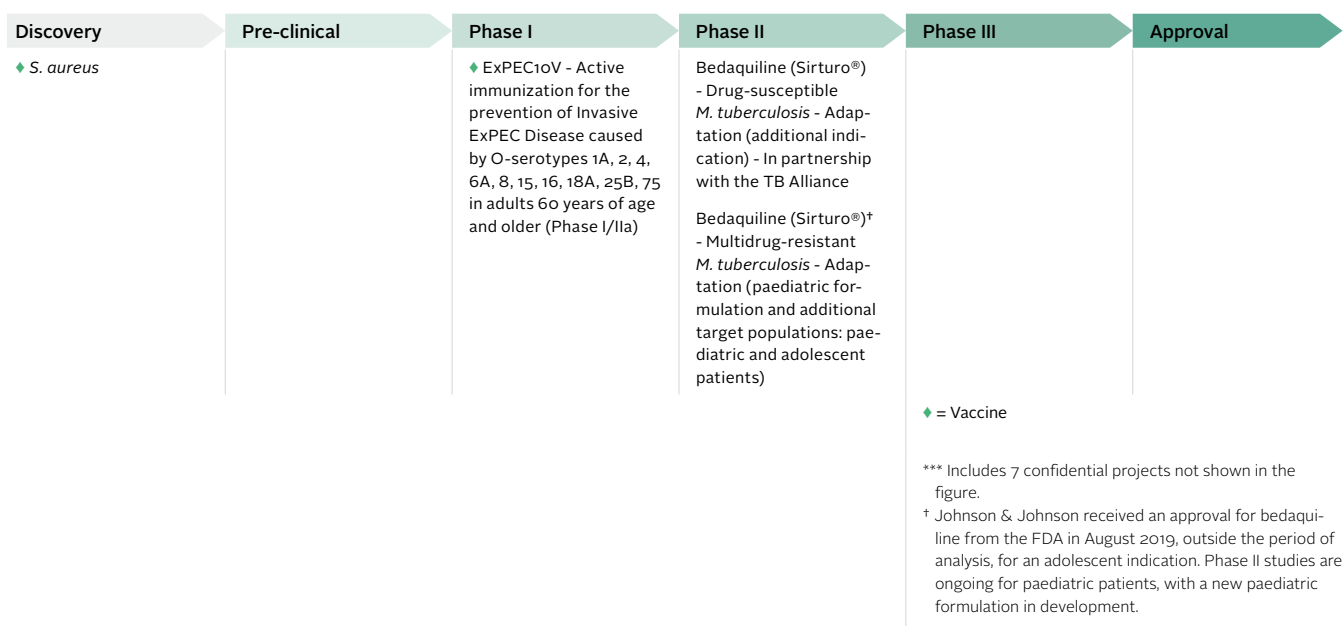 Discovery
Pre-clinical
Phase I
Phase II
Phase III
Approval
♦ S. aureus
♦ ExPEC10V - Active
immunization for the
prevention of Invasive
ExPEC Disease caused
by O-serotypes 1A, 2, 4,
6A, 8, 15, 16, 18A, 25B, 75
in adults 60 years of age
and older (Phase I/IIa)
Bedaquiline (Sirturo®)
- Drug-susceptible
M. tuberculosis - Adap-
tation (additional indi-
cation) - In partnership
with the TB Alliance
Bedaquiline (Sirturo®)†
- Multidrug-resistant
M. tuberculosis - Adap-
tation (paediatric for-
mulation and additional
target populations: pae-
diatric and adolescent
patients)
♦ = Vaccine
*** Includes 7 confidential projects not shown in the
figure.
† Johnson & Johnson received an approval for bedaqui-
line from the FDA in August 2019, outside the period of
analysis, for an adolescent indication. Phase II studies are
ongoing for paediatric patients, with a new paediatric
formulation in development.